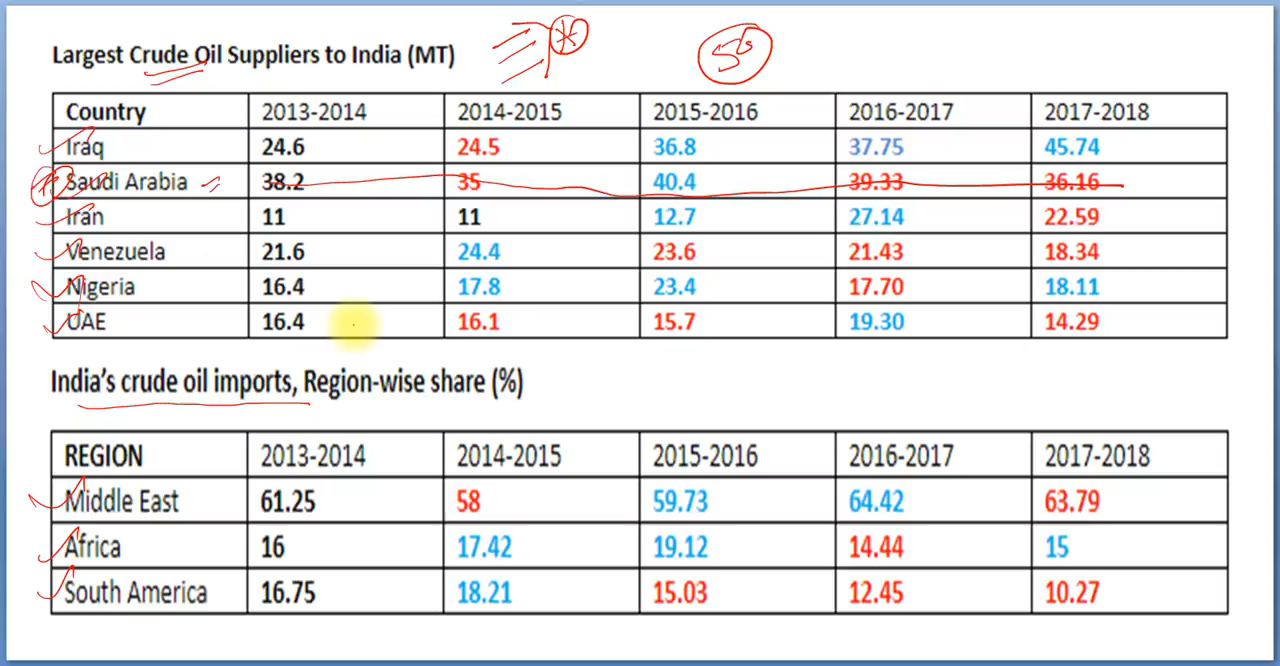 Largest Crude Oil Suppliers to India (MT)
56
Country 2013-2014 2014-2015 2015-2016 2016-2017 2017-2018
Iraq 24.6 24.5 36.8 37.75 45.74
Saudi Arabia 38.2 35 40.4 39.33 36.16
Iran 11 11 12.7 27.14 22.59
Venezuela 21.6 24.4 23.6 21.43 18.34
Nigeria 16.4 17.8 23.4 17.70 18.11
UAE 16.4 16.1 15.7 19.30 14.29
India's crude oil imports, Region-wise share (%)
REGION 2013-2014 2014-2015 2015-2016 2016-2017 2017-2018
Middle East 61.25 58 59.73 64.42 63.79
Africa 16 17.42 19.12 14.44 15
South America 16.75 18.21 15.03 12.45 10.27